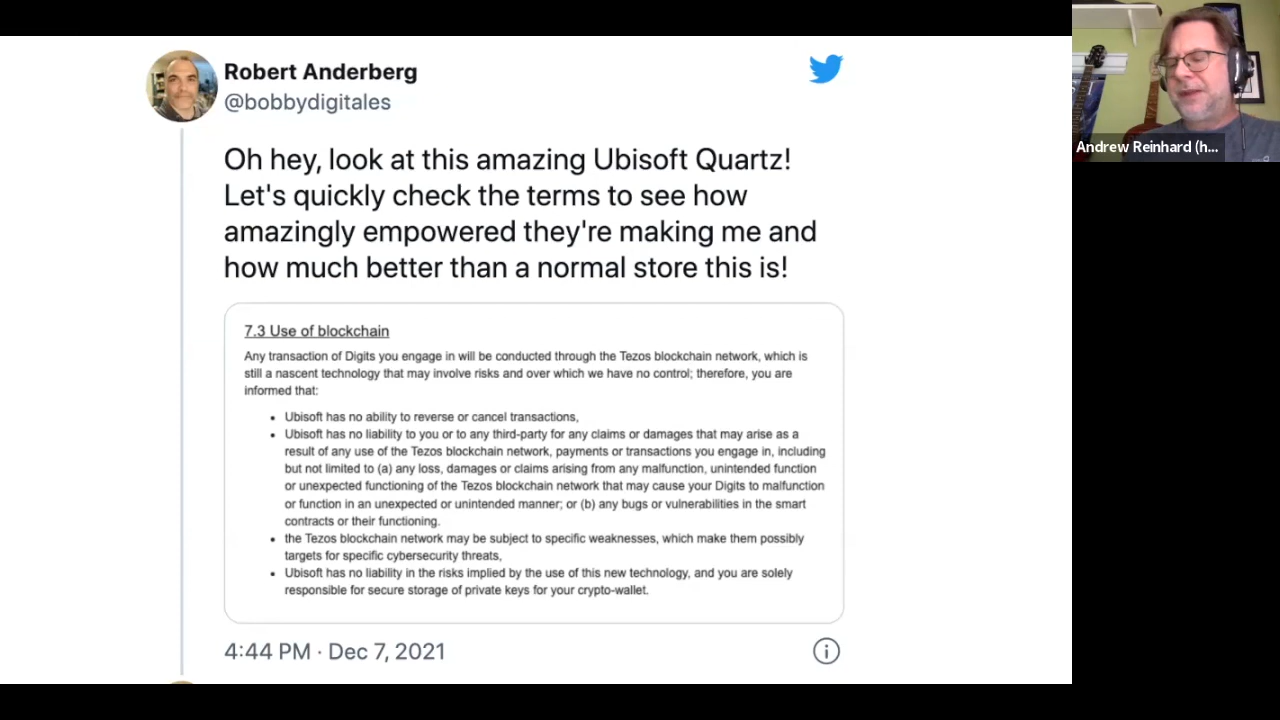 Robert Anderberg
@bobbydigitales
Oh hey, look at this amazing Ubisoft Quartz!
Let's quickly check the terms to see how
amazingly empowered they're making me and
how much better than a normal store this is!
7.3 Use of blockchain
Any transaction of Digits you engage in will be conducted through the Tezos blockchain network, which is
still a nascent technology that may involve risks and over which we have no control; therefore, you are
informed that:
• Ubisoft has no ability to reverse or cancel transactions,
• Ubisoft has no liability to you or to any third-party for any claims or damages that may arise as a
result of any use of the Tezos blockchain network, payments or transactions you engage in, including
but not limited to (a) any loss, damages or claims arising from any malfunction, unintended function
or unexpected functioning of the Tezos blockchain network that may cause your Digits to malfunction
or function in an unexpected or unintended manner; or (b) any bugs or vulnerabilities in the smart
contracts or their functioning.
• the Tezos blockchain network may be subject to specific weaknesses, which make them possibly
targets for specific cybersecurity threats,
• Ubisoft has no liability in the risks implied by the use of this new technology, and you are solely
responsible for secure storage of private keys for your crypto-wallet.
4:44 PM · Dec 7, 2021
Andrew Reinhard (h...